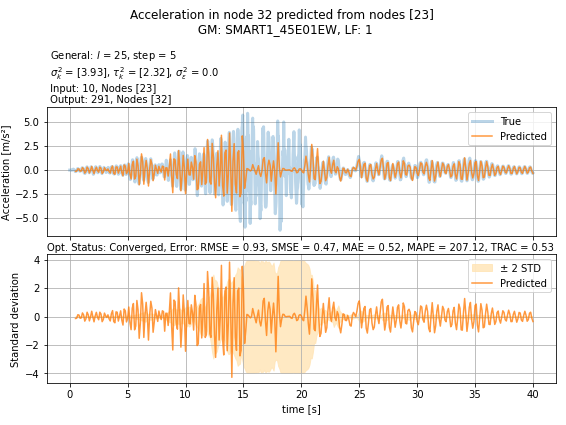 Acceleration in node 32 predicted from nodes [23]
GM: SMART1_45E01EW, LF: 1
General: l = 25, step = 5
σ²ₖ = [3.93], τ²ₖ = [2.32], σ²ₑ = 0.0
Input: 10, Nodes [23]
Output: 291, Nodes [32]
5.0
2.5
0.0
−2.5
−5.0
Acceleration [m/s²]
True
Predicted
Opt. Status: Converged, Error: RMSE = 0.93, SMSE = 0.47, MAE = 0.52, MAPE = 207.12, TRAC = 0.53
4
2
0
−2
−4
Standard deviation
± 2 STD
Predicted
0 5 10 15 20 25 30 35 40
time [s]